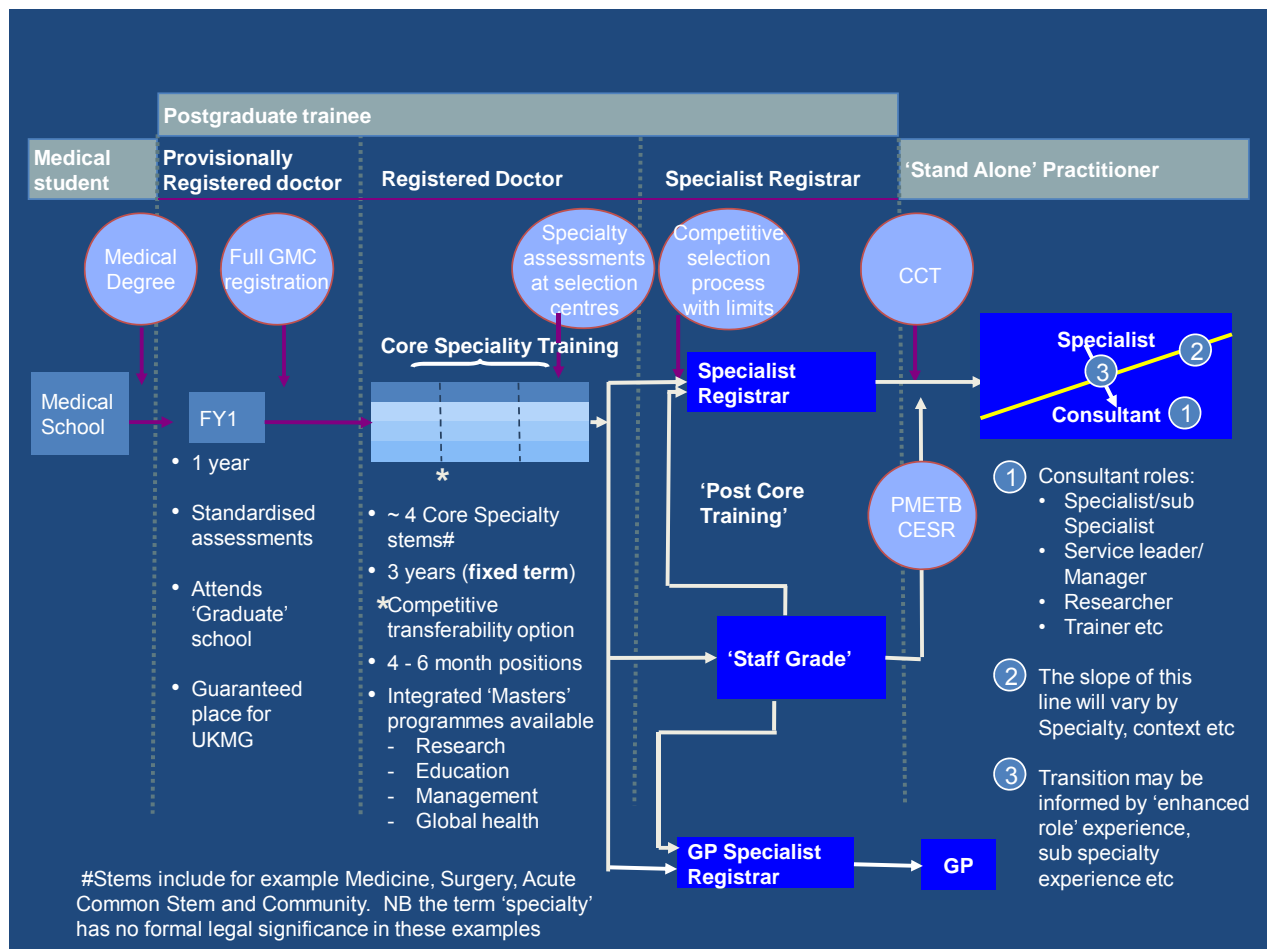 Postgraduate trainee
Medical
student
Provisionally
Registered doctor
Registered Doctor
Specialist Registrar
‘Stand Alone’ Practitioner
Medical
Degree
Full GMC
registration
Specialty
assessments
at selection
centres
Competitive
selection
process
with limits
CCT
Core Speciality Training
Medical
School
FY1
• 1 year
• Standardised
assessments
• Attends
‘Graduate’
school
• Guaranteed
place for
UKMG
*
• ~ 4 Core Specialty
stems#
• 3 years (fixed term)
*Competitive
transferability option
• 4 - 6 month positions
• Integrated ‘Masters’
programmes available
- Research
- Education
- Management
- Global health
Specialist
Registrar
‘Post Core
Training’
PMETB
CESR
‘Staff Grade’
GP Specialist
Registrar
GP
Specialist
2
3
Consultant 1
1 Consultant roles:
• Specialist/sub
Specialist
• Service leader/
Manager
• Researcher
• Trainer etc
2 The slope of this
line will vary by
Specialty, context etc
3 Transition may be
informed by ‘enhanced
role’ experience,
sub specialty
experience etc
#Stems include for example Medicine, Surgery, Acute
Common Stem and Community. NB the term ‘specialty’
has no formal legal significance in these examples